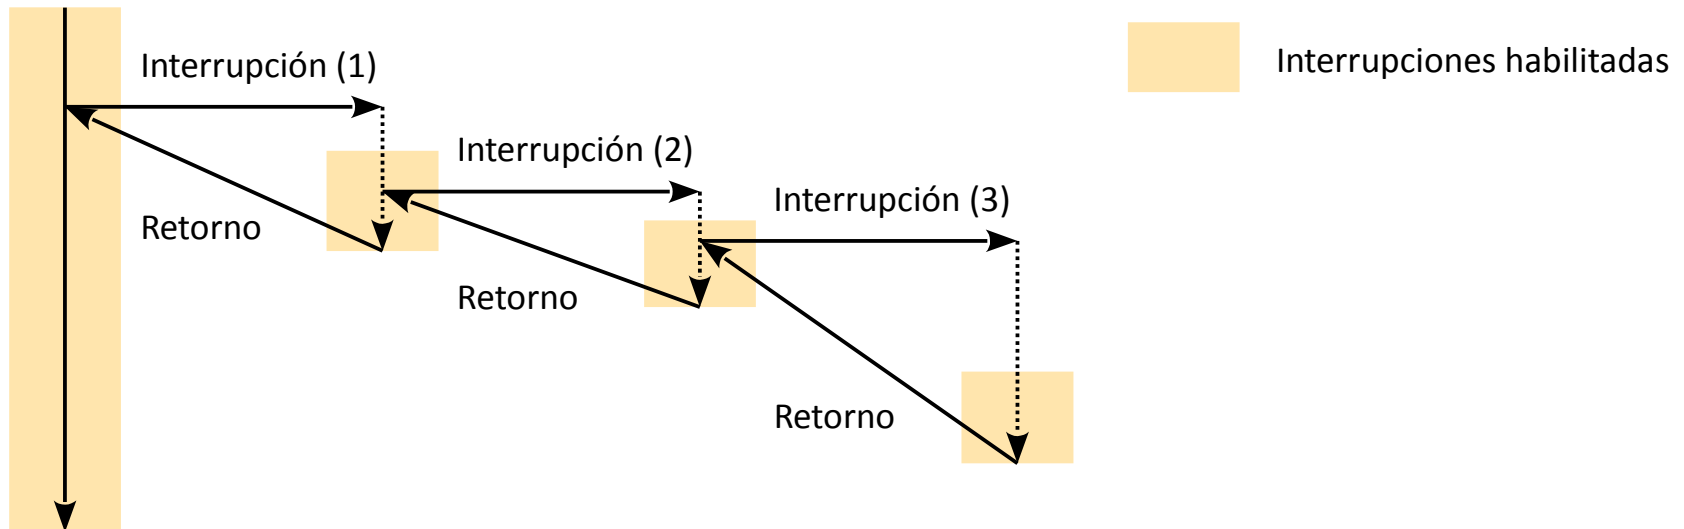 Interrupción (1)
Interrupciones habilitadas
Interrupción (2)
Interrupción (3)
Retorno
Retorno
Retorno